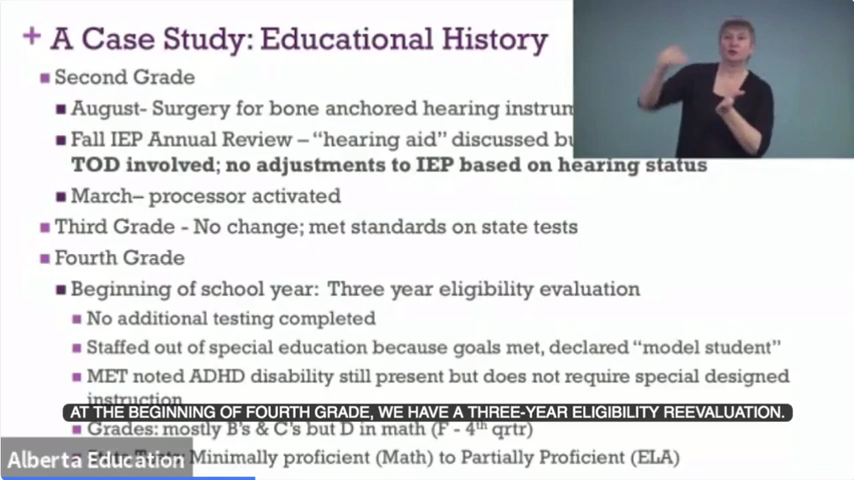 + A Case Study: Educational History
Second Grade
August- Surgery for bone anchored hearing
Fall IEP Annual Review – "hearing aid" discussed
TOD involved; no adjustments to IEP based on hearing status
March– processor activated
Third Grade - No change; met standards on state tests
Fourth Grade
Beginning of school year: Three year eligibility evaluation
No additional testing completed
Staffed out of special education because goals met, declared "model student"
MET noted ADHD disability still present but does not require special designed
instruction
AT THE BEGINNING OF FOURTH GRADE, WE HAVE A THREE-YEAR ELIGIBILITY REEVALUATION.
Grades: mostly B's & C's but D in math (F - 4th qrtr)
Alberta Education
Minimally proficient (Math) to Partially Proficient (ELA)